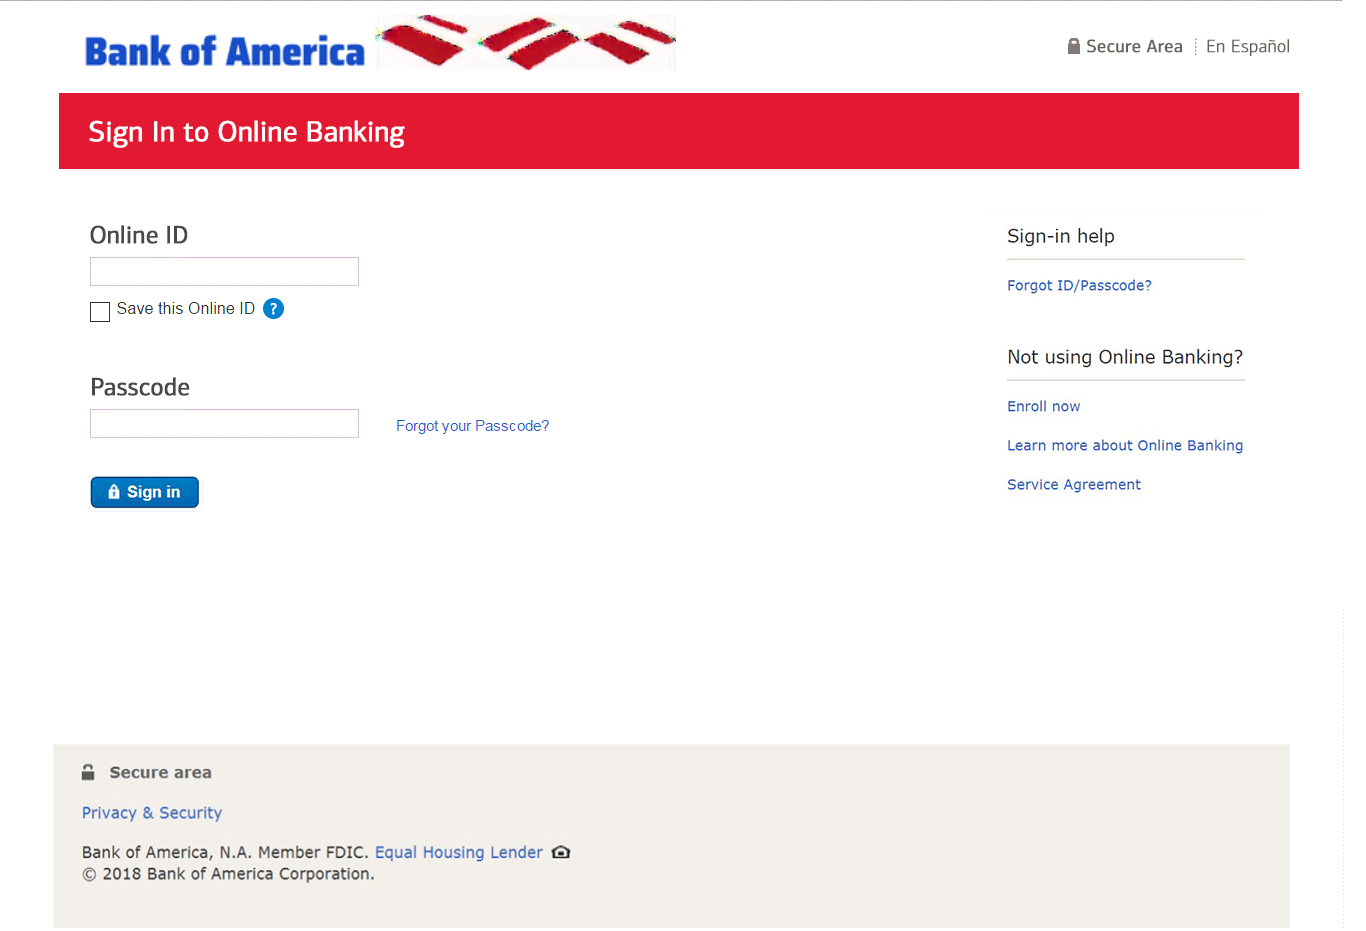 Bank of America
Secure Area
En Español
Sign In to Online Banking
Online ID
Save this Online ID ?
Passcode
Forgot your Passcode?
Sign in
Sign-in help
Forgot ID/Passcode?
Not using Online Banking?
Enroll now
Learn more about Online Banking
Service Agreement
Secure area
Privacy & Security
Bank of America, N.A. Member FDIC. Equal Housing Lender
© 2018 Bank of America Corporation.